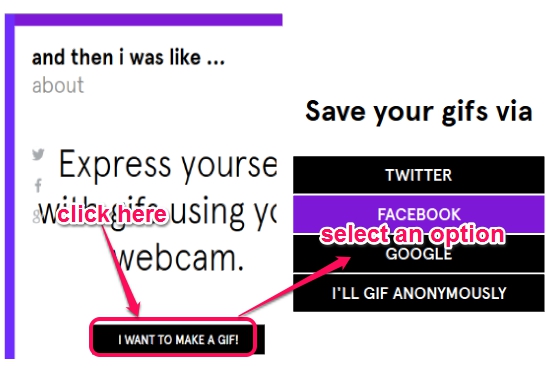 and then i was like ...
about
Express yourse
with gifs using yo
click here
webcam.
I WANT TO MAKE A GIF!
Save your gifs via
TWITTER
FACEBOOK
select an option
GOOGLE
I'LL GIF ANONYMOUSLY